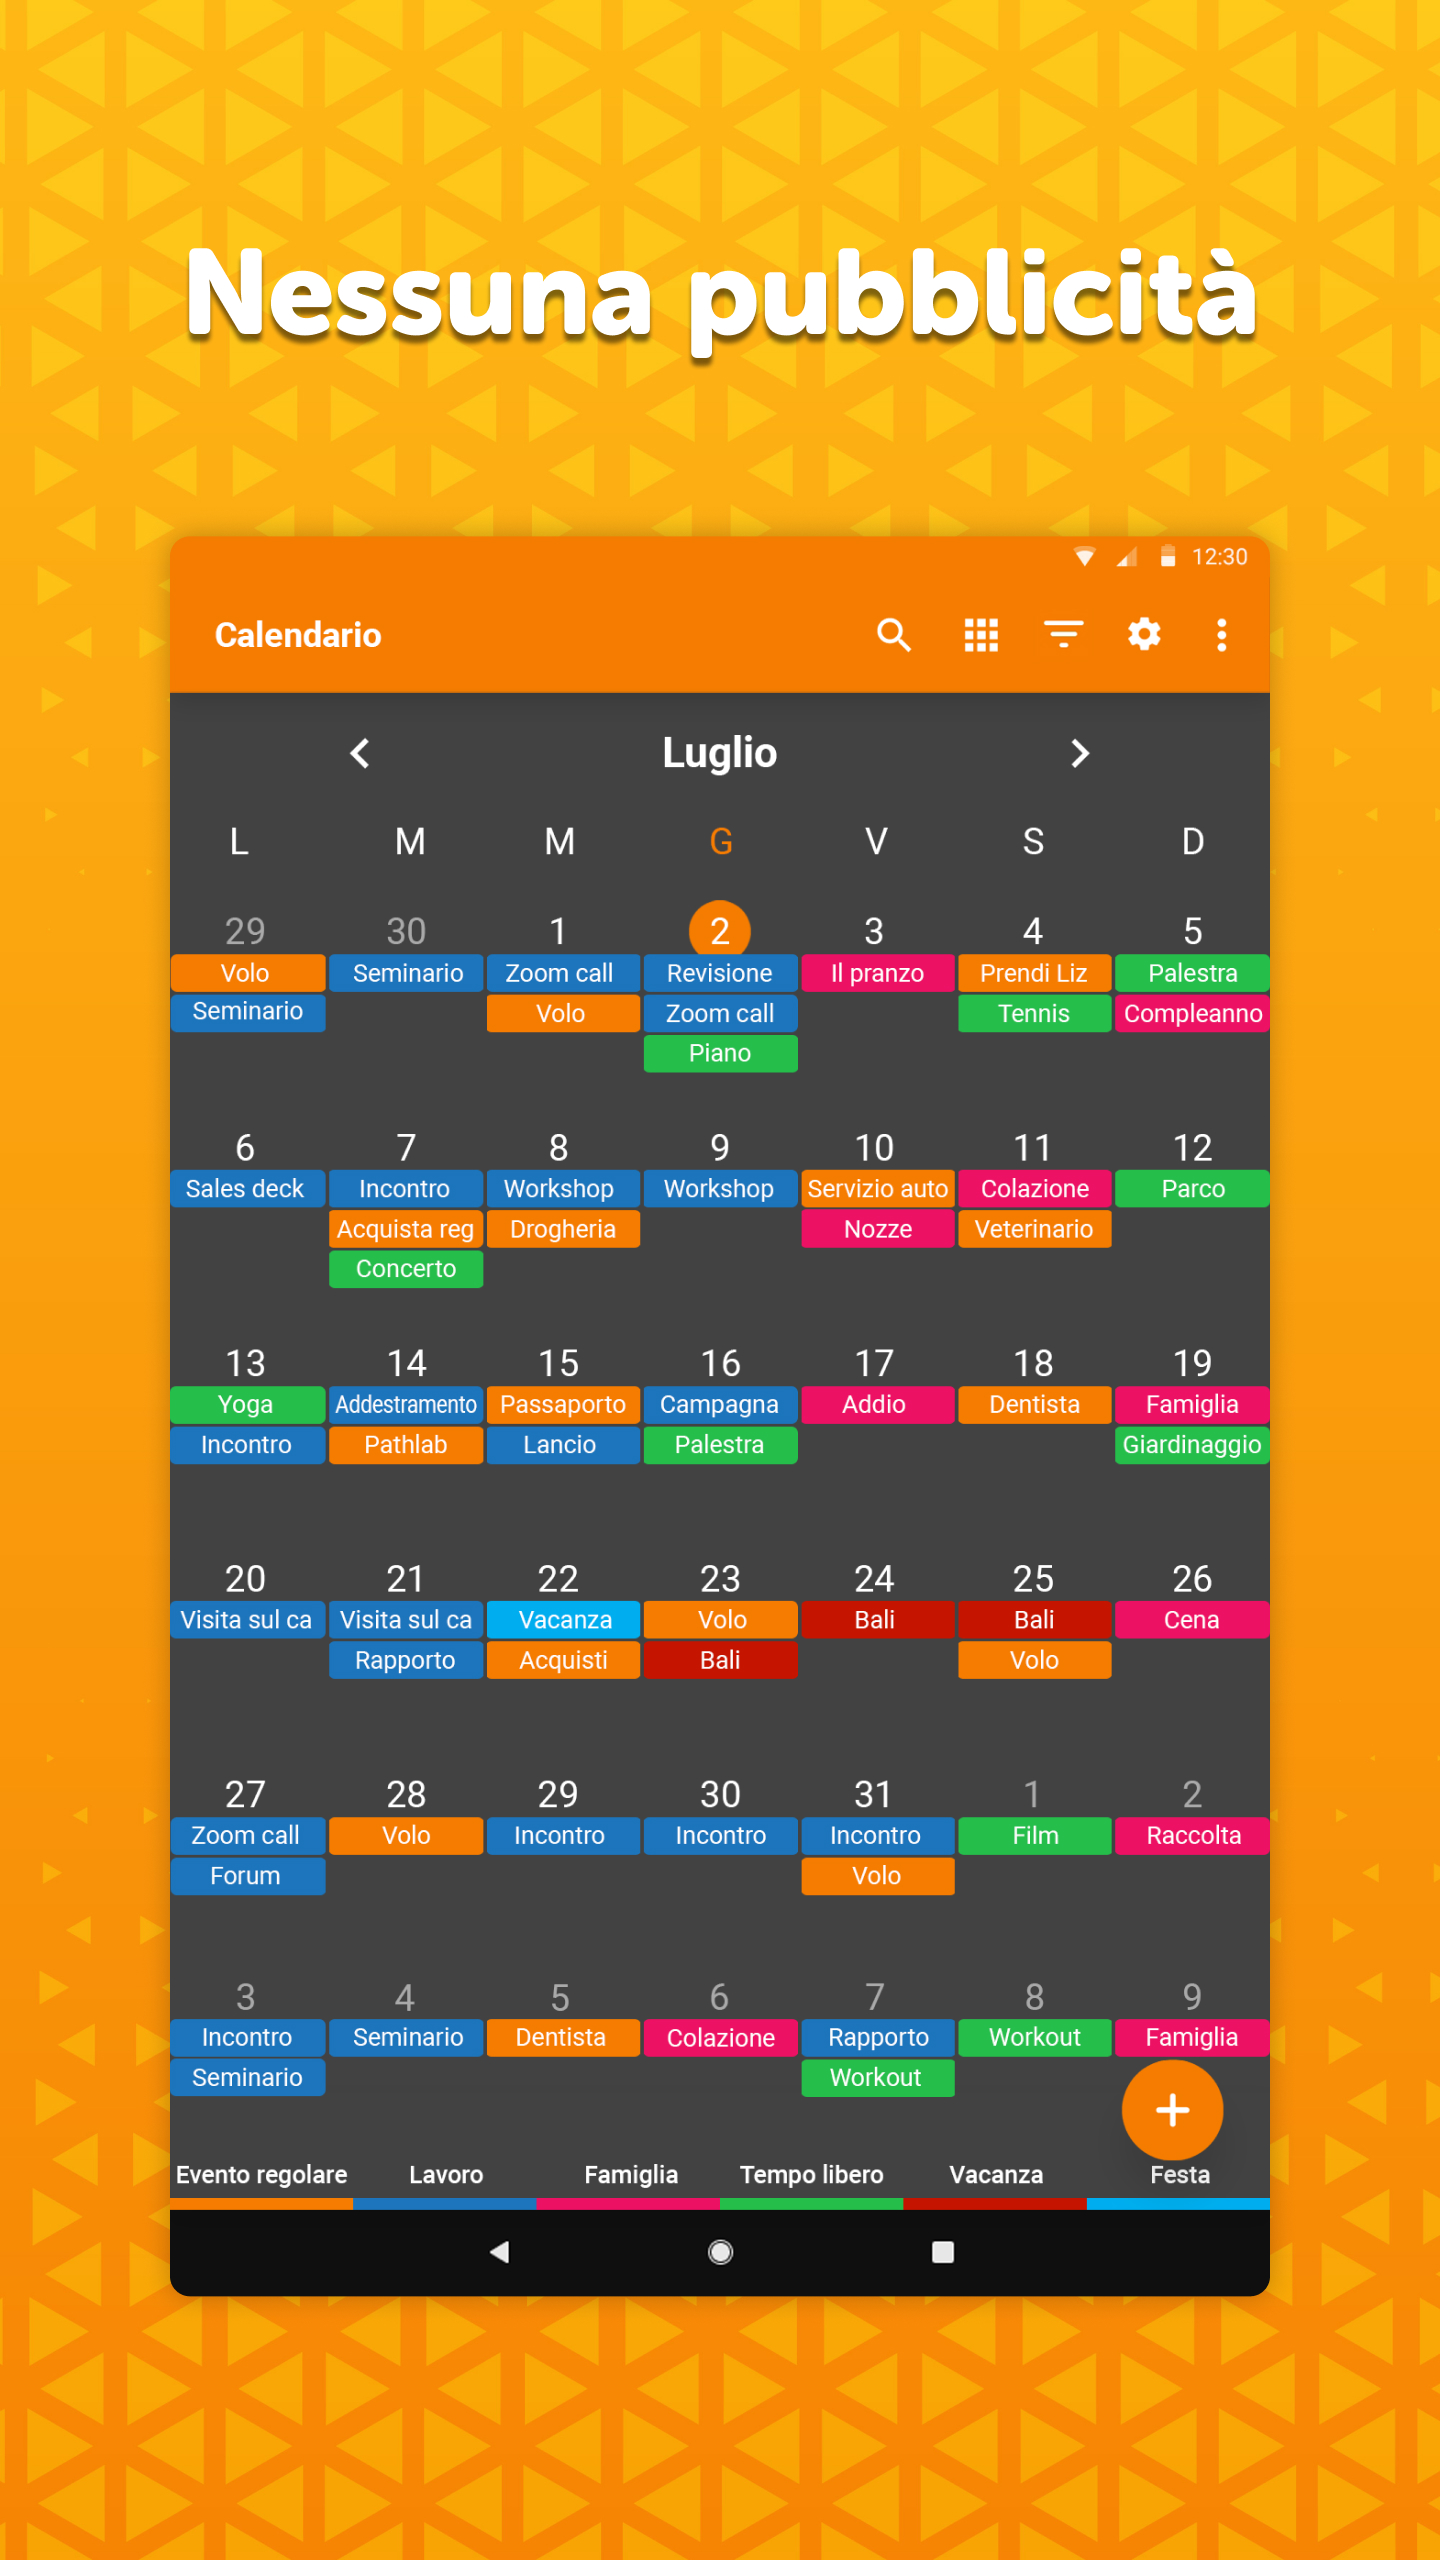 Nessuna pubblicità
12:30
Calendario
Luglio
L M M G V S D
29 30 1 2 3 4 5
Volo Seminario Zoom call Revisione Il pranzo Prendi Liz Palestra
Seminario Volo Zoom call Tennis Compleanno
Piano
6 7 8 9 10 11 12
Sales deck Incontro Workshop Workshop Servizio auto Colazione Parco
Acquista reg Drogheria Nozze Veterinario
Concerto
13 14 15 16 17 18 19
Yoga Addestramento Passaporto Campagna Addio Dentista Famiglia
Incontro Pathlab Lancio Palestra Giardinaggio
20 21 22 23 24 25 26
Visita sul ca Visita sul ca Vacanza Volo Bali Bali Cena
Rapporto Acquisti Bali Volo
27 28 29 30 31 1 2
Zoom call Volo Incontro Incontro Incontro Film Raccolta
Forum Volo
3 4 5 6 7 8 9
Incontro Seminario Dentista Colazione Rapporto Workout Famiglia
Seminario Workout
Evento regolare Lavoro Famiglia Tempo libero Vacanza Festa